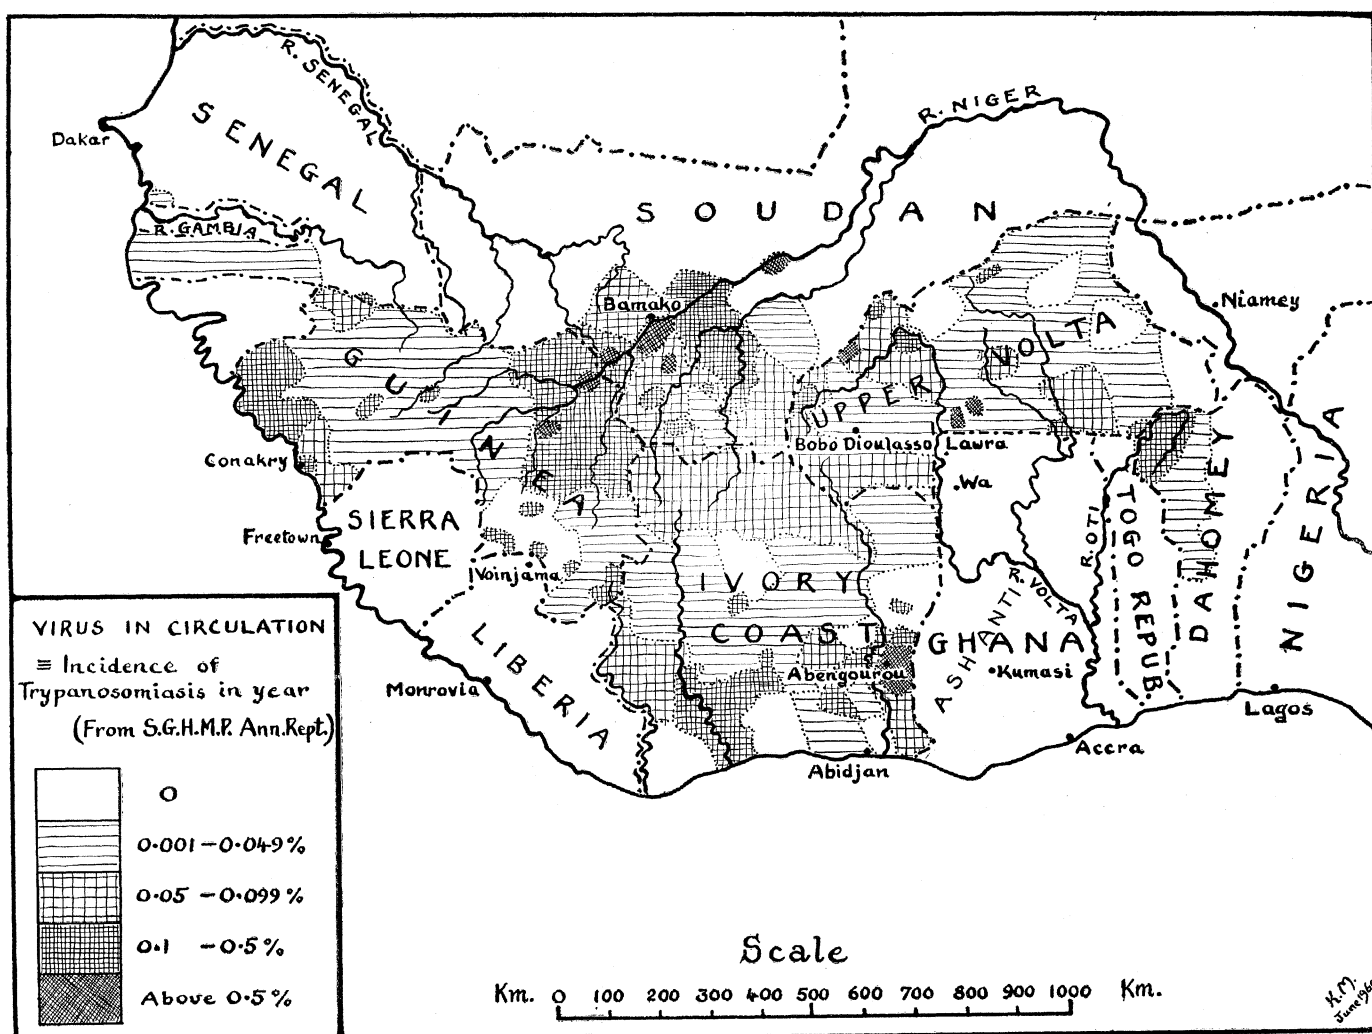 R. SENEGAL
R. NIGER
Dakar
SENEGAL
SOUDAN
R. GAMBIA
Bamako
Niamey
VOLTA
UPPER
GUINEA
Bobo Dioulasso
Lawra
Conakry
Wa
SIERRA
LEONE
Freetown
Voinjama
R. OTI
TOGO REPUB.
DAHOMEY
NIGERIA
IVORY
COAST
R. VOLTA
ASHANTI
GHANA
LIBERIA
Abengourou
Kumasi
Monrovia
Lagos
Accra
Abidjan
VIRUS IN CIRCULATION
≡ Incidence of
Trypanosomiasis in year
(From S.G.H.M.P. Ann.Rept.)
0
0·001 – 0·049 %
0·05 – 0·099 %
0·1 – 0·5 %
Above 0·5 %
Scale
Km. 0 100 200 300 400 500 600 700 800 900 1000 Km.
K.M.